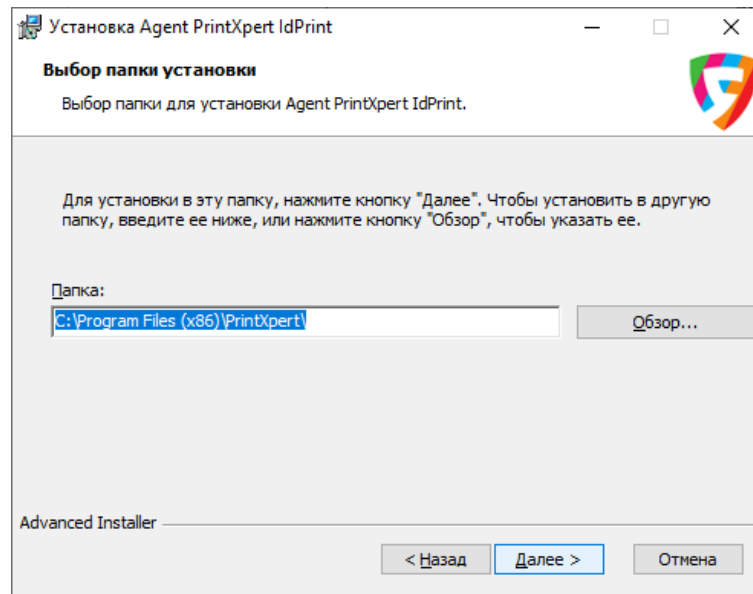 Установка Agent PrintXpert IdPrint
Выбор папки установки
Выбор папки для установки Agent PrintXpert IdPrint.
Для установки в эту папку, нажмите кнопку "Далее". Чтобы установить в другую
папку, введите ее ниже, или нажмите кнопку "Обзор", чтобы указать ее.
Папка:
C:\Program Files (x86)\PrintXpert\
Обзор...
Advanced Installer
< Назад
Далее >
Отмена